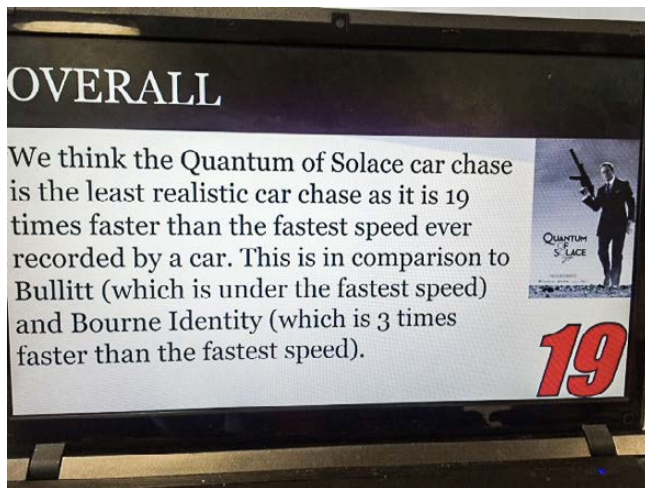 OVERALL
We think the Quantum of Solace car chase
is the least realistic car chase as it is 19
times faster than the fastest speed ever
recorded by a car. This is in comparison to
Bullitt (which is under the fastest speed)
and Bourne Identity (which is 3 times
faster than the fastest speed).
QUANTUM
OF
SOLACE
19